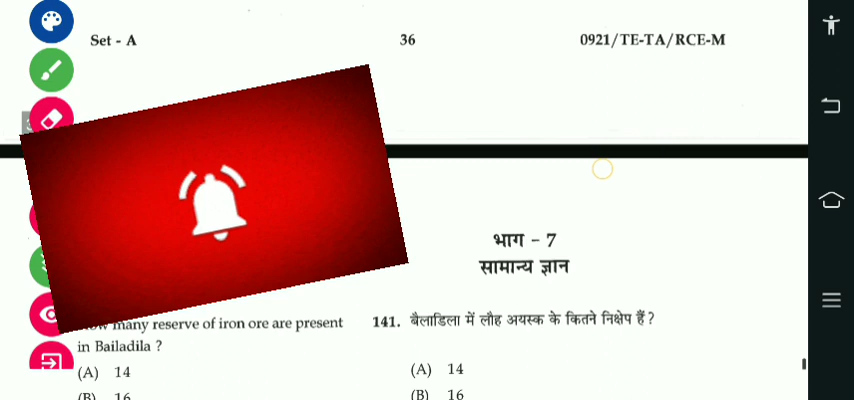 Set - A
36
0921/TE-TA/RCE-M
भाग - 7
सामान्य ज्ञान
many reserve of iron ore are present
in Bailadila ?
(A) 14
(B) 16
141. बैलाडिला में लौह अयस्क के कितने निक्षेप हैं ?
(A) 14
(B) 16